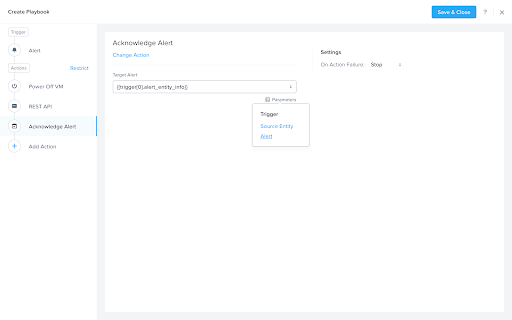 Create Playbook
Save & Close
?
×
Trigger
Alert
Actions
Restrict
Power Off VM
REST API
Acknowledge Alert
Add Action
Acknowledge Alert
Change Action
Target Alert
{{trigger[0].alert_entity_info}}
Parameters
Trigger
Source Entity
Alert
Settings
On Action Failure: Stop